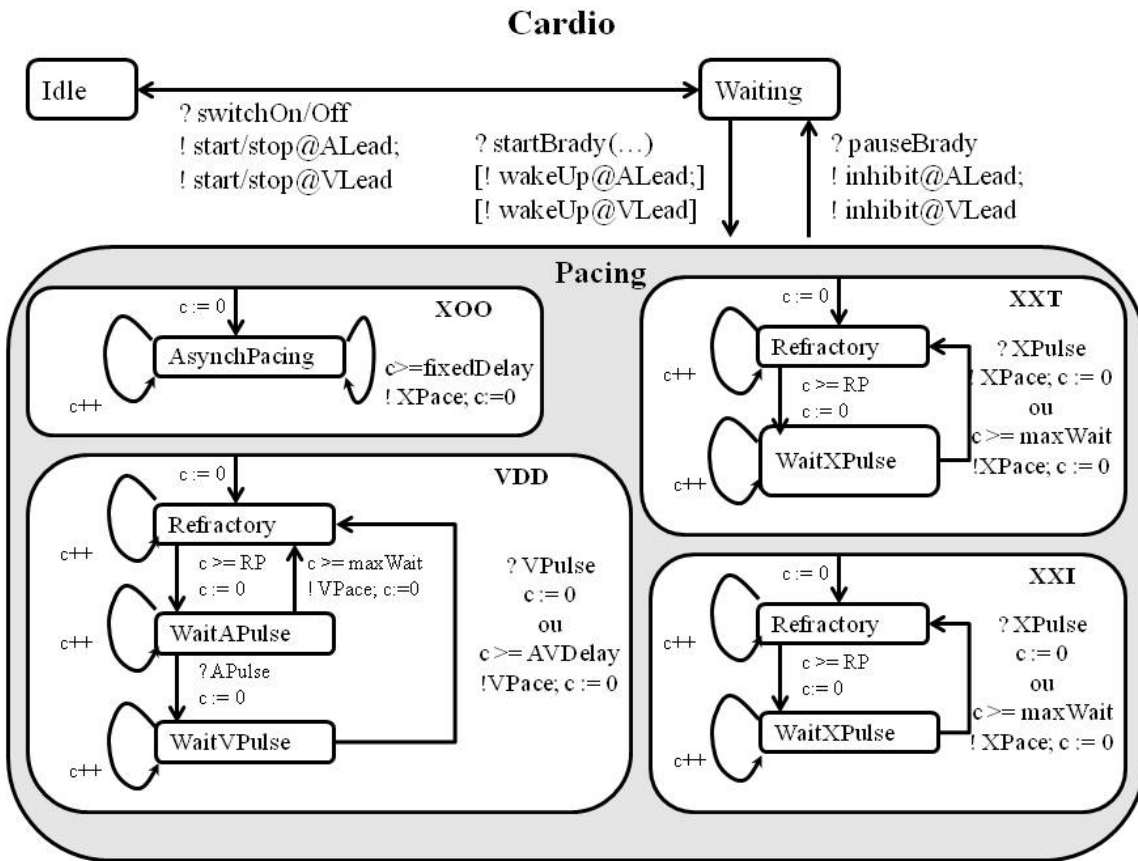 Cardio
Idle
Waiting
? switchOn/Off
! start/stop@ALead;
! start/stop@VLead
? startBrady(…)
[! wakeUp@ALead;]
[! wakeUp@VLead]
? pauseBrady
! inhibit@ALead;
! inhibit@VLead
Pacing
XOO
c := 0
AsynchPacing
c++
c>=fixedDelay
! XPace; c:=0
XXT
c := 0
Refractory
c++
c >= RP
c := 0
WaitXPulse
c++
? XPulse
! XPace; c := 0
ou
c >= maxWait
!XPace; c := 0
VDD
c := 0
Refractory
c++
c >= RP
c := 0
c >= maxWait
! VPace; c:=0
WaitAPulse
c++
? APulse
c := 0
WaitVPulse
c++
? VPulse
c := 0
ou
c >= AVDelay
!VPace; c := 0
XXI
c := 0
Refractory
c++
c >= RP
c := 0
WaitXPulse
c++
? XPulse
c := 0
ou
c >= maxWait
! XPace; c := 0